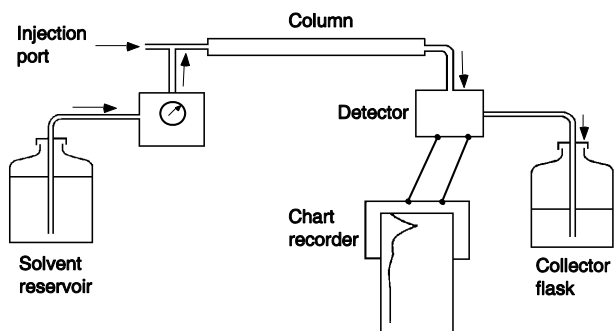 Injection
port
Column
Detector
Chart
recorder
Solvent
reservoir
Collector
flask